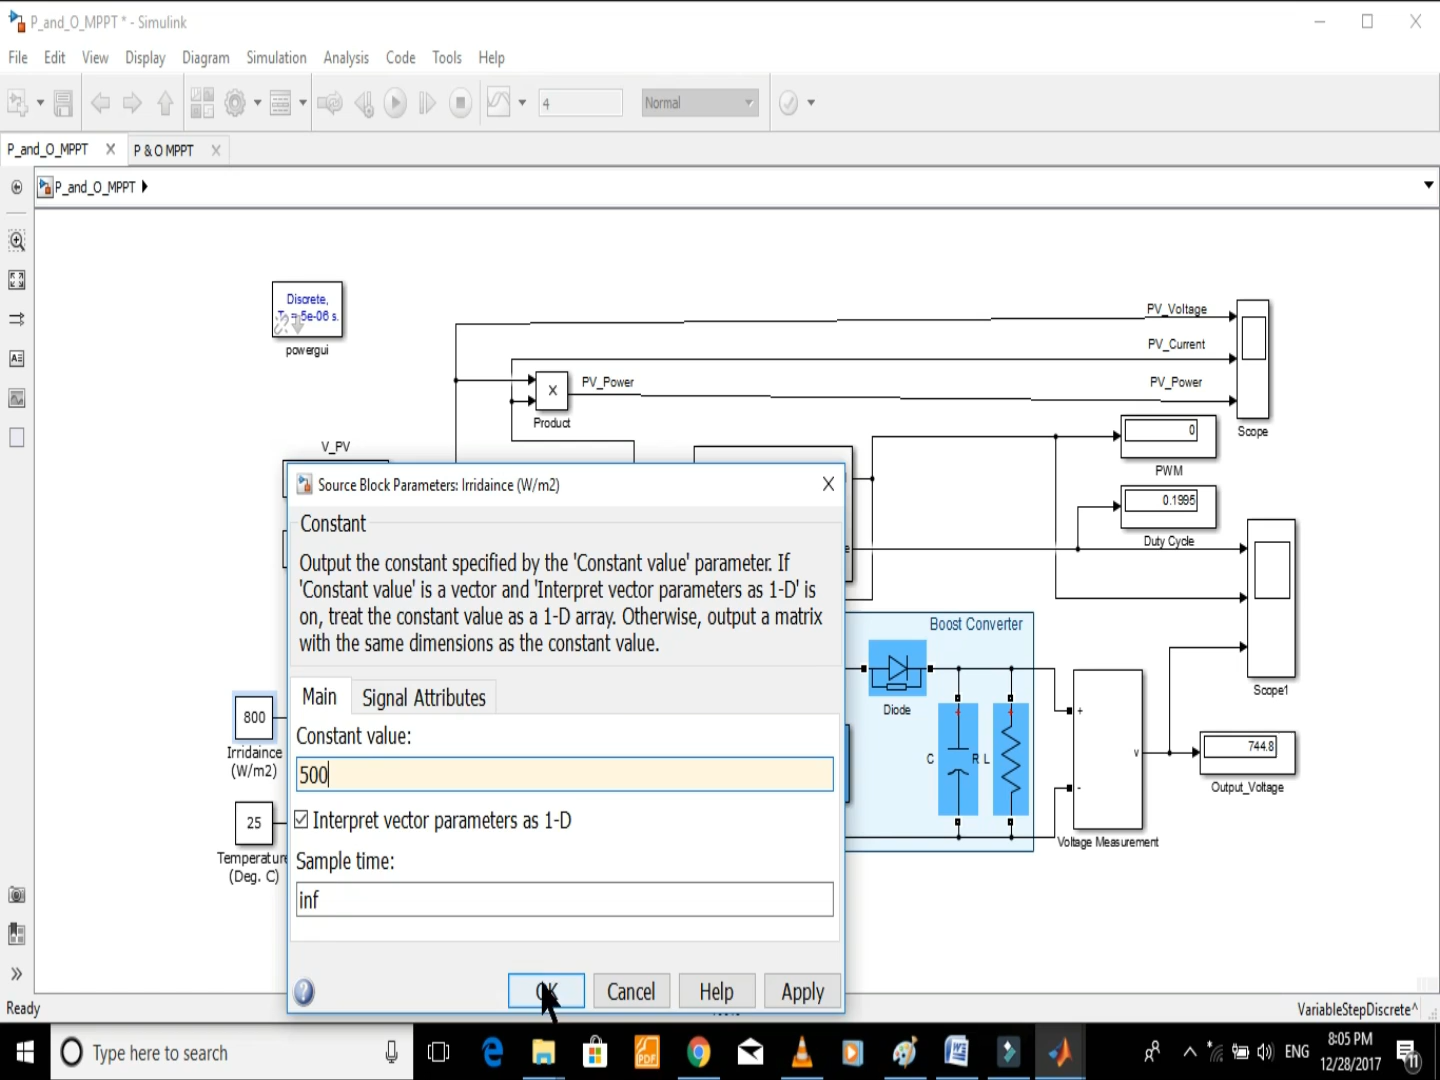 P_and_O_MPPT * - Simulink
File Edit View Display Diagram Simulation Analysis Code Tools Help
4
Normal
P_and_O_MPPT
P & O MPPT
P_and_O_MPPT
Discrete,
5e-06 s.
powergui
PV_Voltage
PV_Current
PV_Power
PV_Power
×
Product
Scope
V_PV
0
PWM
0.1995
Duty Cycle
Source Block Parameters: Irridaince (W/m2)
Constant
Output the constant specified by the 'Constant value' parameter. If
'Constant value' is a vector and 'Interpret vector parameters as 1-D' is
on, treat the constant value as a 1-D array. Otherwise, output a matrix
with the same dimensions as the constant value.
Main
Signal Attributes
Constant value:
500
Interpret vector parameters as 1-D
Sample time:
inf
OK
Cancel
Help
Apply
800
Irridaince
(W/m2)
25
Temperature
(Deg. C)
Boost Converter
Diode
C
R L
+
v
-
Voltage Measurement
Scope1
744.8
Output_Voltage
Ready
VariableStepDiscrete^
Type here to search
ENG
8:05 PM
12/28/2017
11